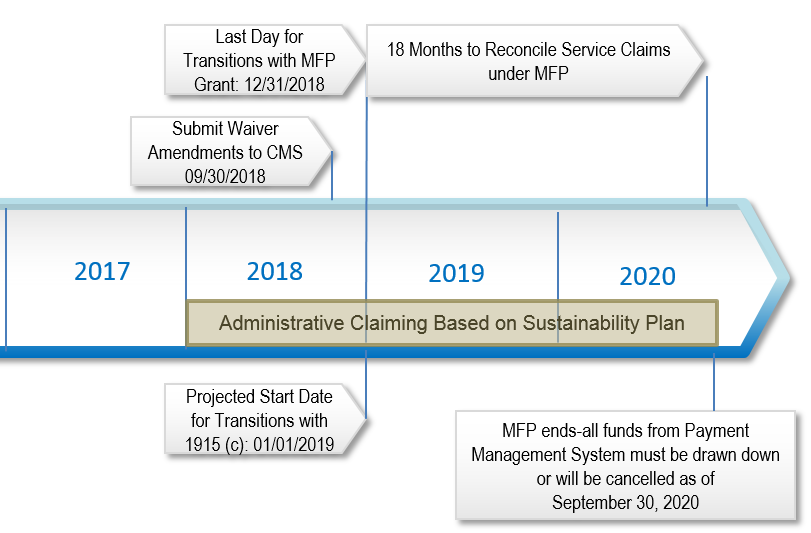 Last Day for
Transitions with MFP
Grant: 12/31/2018
18 Months to Reconcile Service Claims
under MFP
Submit Waiver
Amendments to CMS
09/30/2018
2017
2018
2019
2020
Administrative Claiming Based on Sustainability Plan
Projected Start Date
for Transitions with
1915 (c): 01/01/2019
MFP ends-all funds from Payment
Management System must be drawn down
or will be cancelled as of
September 30, 2020